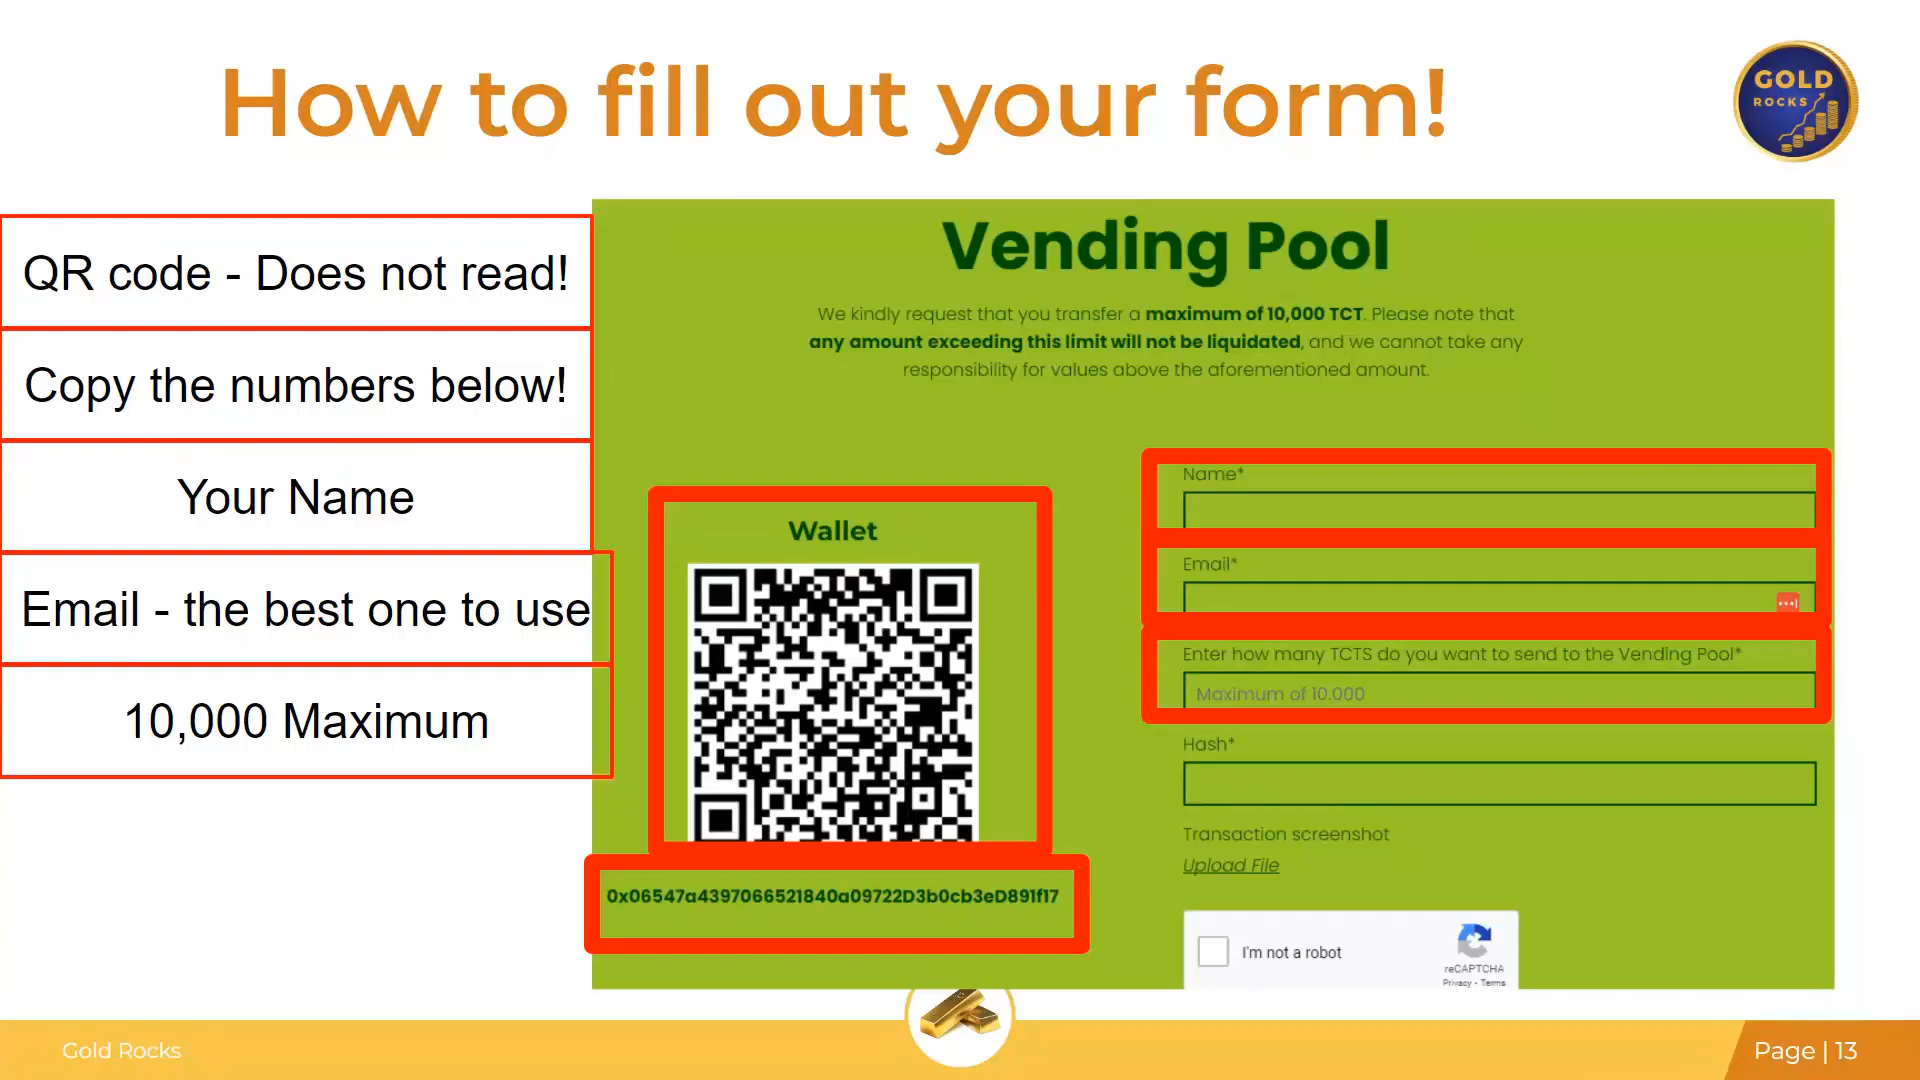 How to fill out your form!
GOLD
ROCKS
QR code - Does not read!
Copy the numbers below!
Your Name
Email - the best one to use
10,000 Maximum
Vending Pool
We kindly request that you transfer a maximum of 10,000 TCT. Please note that
any amount exceeding this limit will not be liquidated, and we cannot take any
responsibility for values above the aforementioned amount.
Wallet
0x06547a4397066521840a09722D3b0cb3eD891f17
Name*
Email*
Enter how many TCTS do you want to send to the Vending Pool*
Maximum of 10.000
Hash*
Transaction screenshot
Upload File
I'm not a robot
reCAPTCHA
Privacy - Terms
Gold Rocks
Page | 13